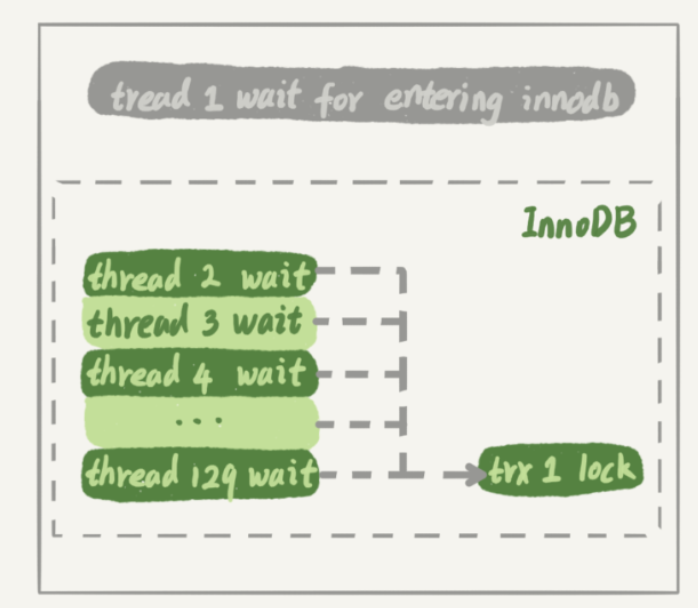 tread 1 wait for entering innodb
InnoDB
thread 2 wait
thread 3 wait
thread 4 wait
...
thread 129 wait
trx 1 lock